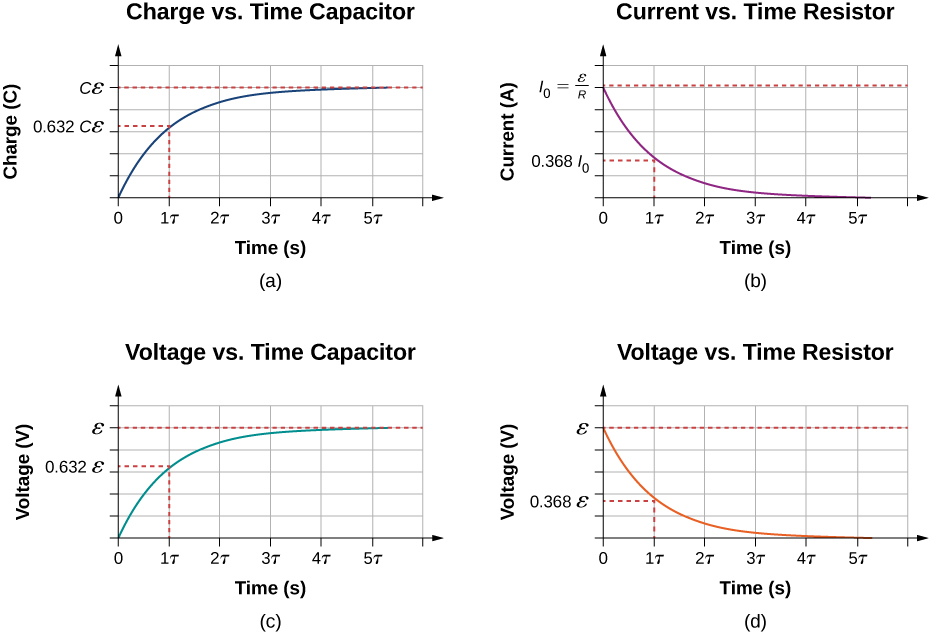 Charge vs. Time Capacitor
Charge (C)
Cℰ
0.632 Cℰ
0 1τ 2τ 3τ 4τ 5τ
Time (s)
(a)
Current vs. Time Resistor
Current (A)
I₀ = ℰ/R
0.368 I₀
0 1τ 2τ 3τ 4τ 5τ
Time (s)
(b)
Voltage vs. Time Capacitor
Voltage (V)
ℰ
0.632 ℰ
0 1τ 2τ 3τ 4τ 5τ
Time (s)
(c)
Voltage vs. Time Resistor
Voltage (V)
ℰ
0.368 ℰ
0 1τ 2τ 3τ 4τ 5τ
Time (s)
(d)